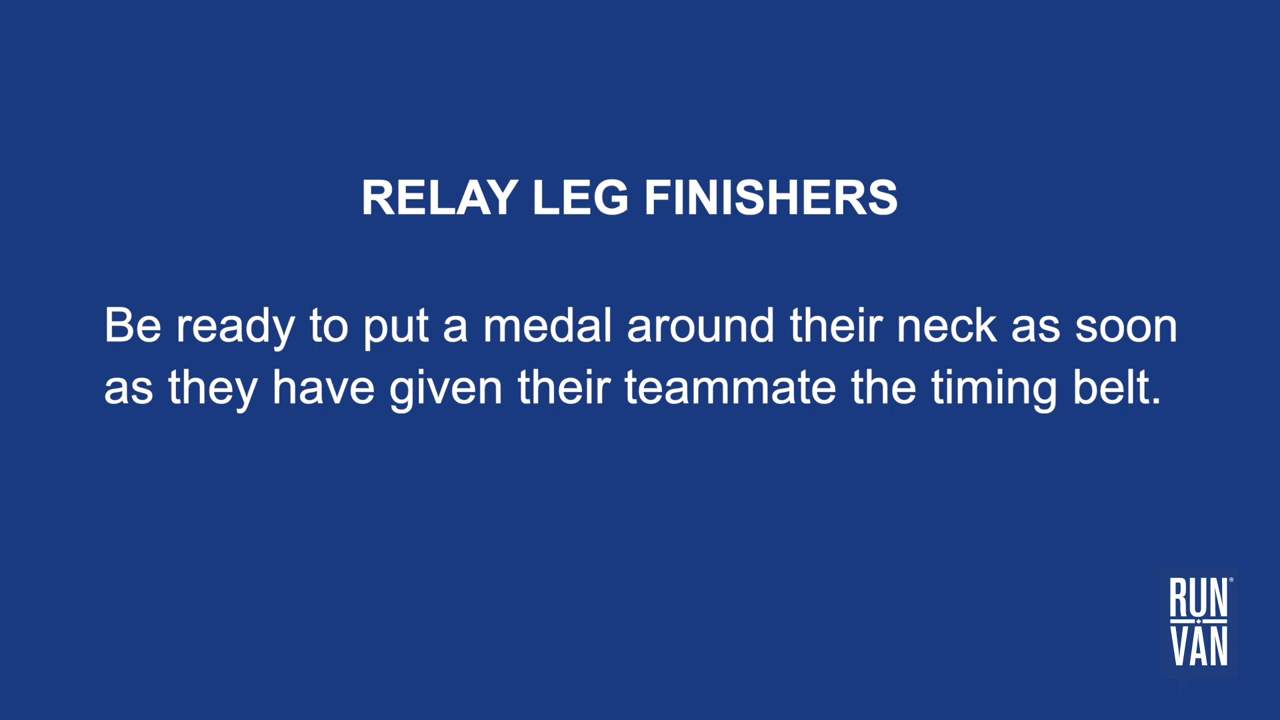 RELAY LEG FINISHERS
Be ready to put a medal around their neck as soon
as they have given their teammate the timing belt.
RUN®
VAN